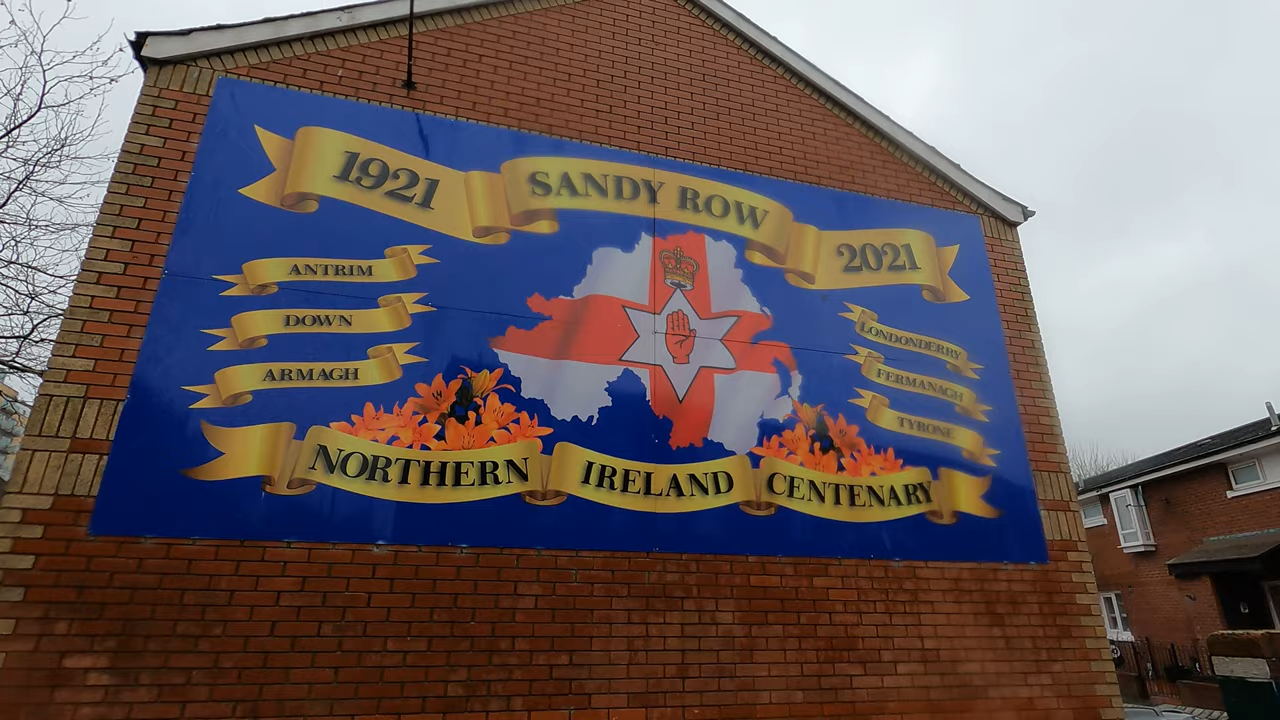 1921 SANDY ROW 2021
ANTRIM
DOWN
ARMAGH
LONDONDERRY
FERMANAGH
TYRONE
NORTHERN IRELAND CENTENARY